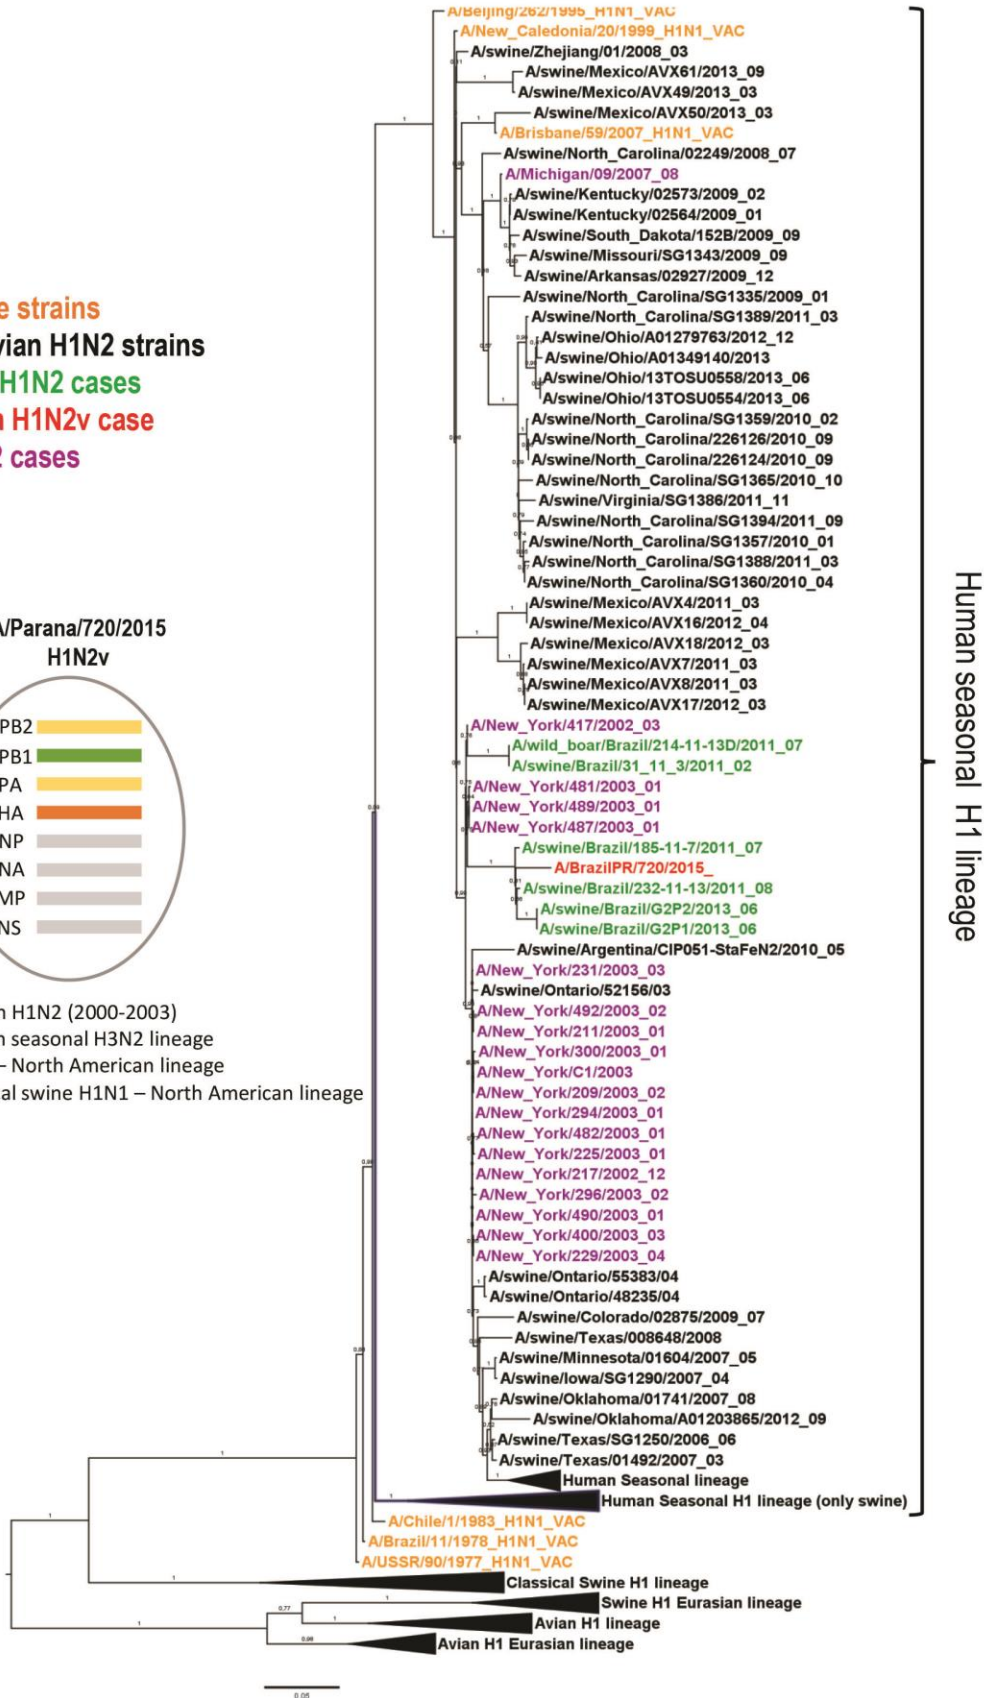 A/Beijing/262/1995_H1N1_VAC
A/New_Caledonia/20/1999_H1N1_VAC
A/swine/Zhejiang/01/2008_03
A/swine/Mexico/AVX61/2013_09
A/swine/Mexico/AVX49/2013_03
A/swine/Mexico/AVX50/2013_03
A/Brisbane/59/2007_H1N1_VAC
A/swine/North_Carolina/02249/2008_07
A/Michigan/09/2007_08
A/swine/Kentucky/02573/2009_02
A/swine/Kentucky/02564/2009_01
A/swine/South_Dakota/152B/2009_09
A/swine/Missouri/SG1343/2009_09
A/swine/Arkansas/02927/2009_12
A/swine/North_Carolina/SG1335/2009_01
A/swine/North_Carolina/SG1389/2011_03
A/swine/Ohio/A01279763/2012_12
A/swine/Ohio/A01349140/2013
A/swine/Ohio/13TOSU0558/2013_06
A/swine/Ohio/13TOSU0554/2013_06
A/swine/North_Carolina/SG1359/2010_02
A/swine/North_Carolina/226126/2010_09
A/swine/North_Carolina/226124/2010_09
A/swine/North_Carolina/SG1365/2010_10
A/swine/Virginia/SG1386/2011_11
A/swine/North_Carolina/SG1394/2011_09
A/swine/North_Carolina/SG1357/2010_01
A/swine/North_Carolina/SG1388/2011_03
A/swine/North_Carolina/SG1360/2010_04
A/swine/Mexico/AVX4/2011_03
A/swine/Mexico/AVX16/2012_04
A/swine/Mexico/AVX18/2012_03
A/swine/Mexico/AVX7/2011_03
A/swine/Mexico/AVX8/2011_03
A/swine/Mexico/AVX17/2012_03
A/New_York/417/2002_03
A/wild_boar/Brazil/214-11-13D/2011_07
A/swine/Brazil/31_11_3/2011_02
A/New_York/481/2003_01
A/New_York/489/2003_01
A/New_York/487/2003_01
A/swine/Brazil/185-11-7/2011_07
A/BrazilPR/720/2015_
A/swine/Brazil/232-11-13/2011_08
A/swine/Brazil/G2P2/2013_06
A/swine/Brazil/G2P1/2013_06
A/swine/Argentina/CIP051-StaFeN2/2010_05
A/New_York/231/2003_03
A/swine/Ontario/52156/03
A/New_York/492/2003_02
A/New_York/211/2003_01
A/New_York/300/2003_01
A/New_York/C1/2003
A/New_York/209/2003_02
A/New_York/294/2003_01
A/New_York/482/2003_01
A/New_York/225/2003_01
A/New_York/217/2002_12
A/New_York/296/2003_02
A/New_York/490/2003_01
A/New_York/400/2003_03
A/New_York/229/2003_04
A/swine/Ontario/55383/04
A/swine/Ontario/48235/04
A/swine/Colorado/02875/2009_07
A/swine/Texas/008648/2008
A/swine/Minnesota/01604/2007_05
A/swine/Iowa/SG1290/2007_04
A/swine/Oklahoma/01741/2007_08
A/swine/Oklahoma/A01203865/2012_09
A/swine/Texas/SG1250/2006_06
A/swine/Texas/01492/2007_03
Human Seasonal lineage
Human Seasonal H1 lineage (only swine)
A/Chile/1/1983_H1N1_VAC
A/Brazil/11/1978_H1N1_VAC
A/USSR/90/1977_H1N1_VAC
Classical Swine H1 lineage
Swine H1 Eurasian lineage
Avian H1 lineage
Avian H1 Eurasian lineage
0.05
Human seasonal H1 lineage
e strains
vian H1N2 strains
H1N2 cases
n H1N2v case
2 cases
A/Parana/720/2015
H1N2v
PB2
PB1
PA
HA
NP
NA
MP
NS
n H1N2 (2000-2003)
n seasonal H3N2 lineage
– North American lineage
cal swine H1N1 – North American lineage